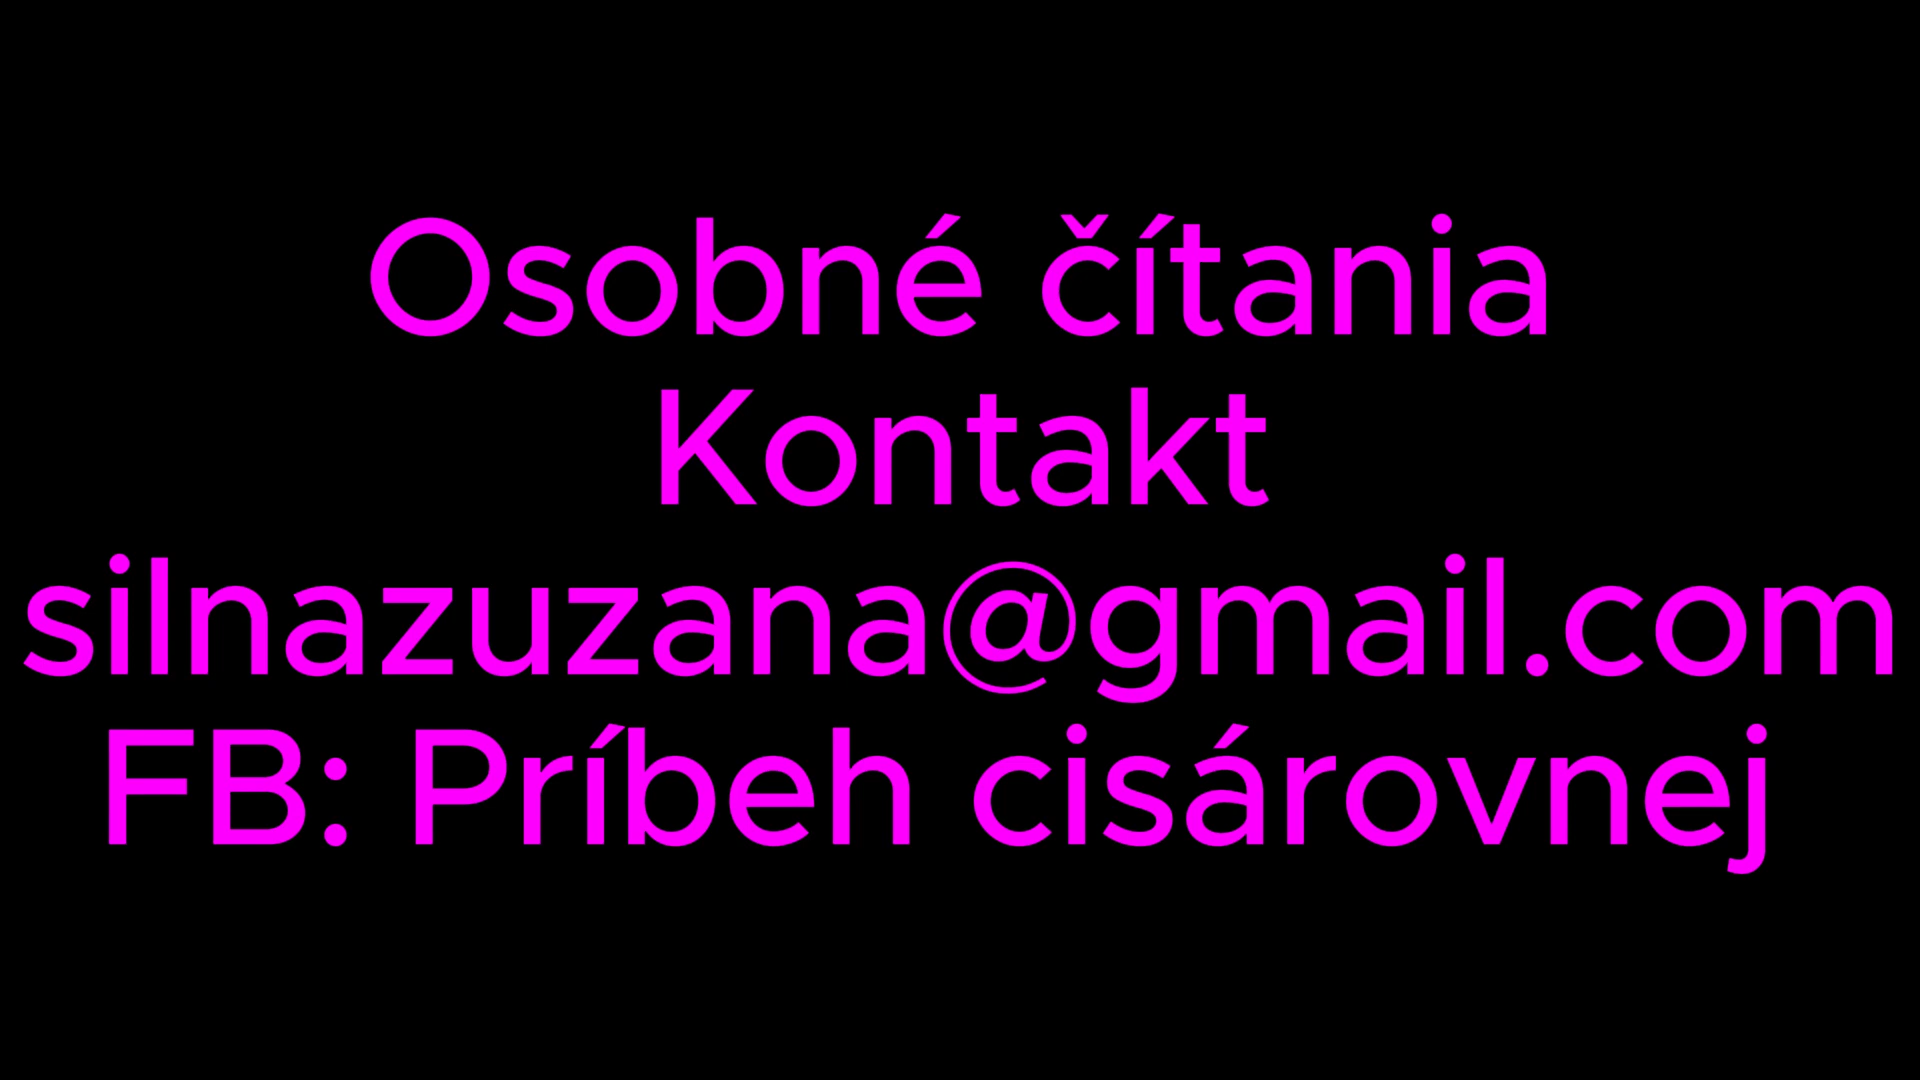 Osobné čítania
Kontakt
silnazuzana@gmail.com
FB: Príbeh cisárovnej